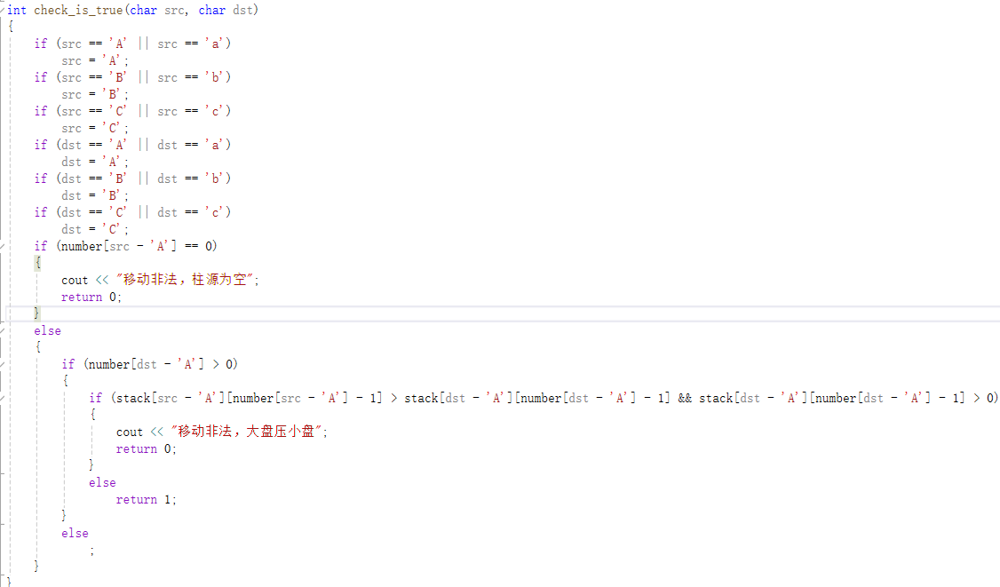 int check_is_true(char src, char dst)
{
    if (src == 'A' || src == 'a')
        src = 'A';
    if (src == 'B' || src == 'b')
        src = 'B';
    if (src == 'C' || src == 'c')
        src = 'C';
    if (dst == 'A' || dst == 'a')
        dst = 'A';
    if (dst == 'B' || dst == 'b')
        dst = 'B';
    if (dst == 'C' || dst == 'c')
        dst = 'C';
    if (number[src - 'A'] == 0)
    {
        cout << "移动非法，柱源为空";
        return 0;
    }
    else
    {
        if (number[dst - 'A'] > 0)
        {
            if (stack[src - 'A'][number[src - 'A'] - 1] > stack[dst - 'A'][number[dst - 'A'] - 1] && stack[dst - 'A'][number[dst - 'A'] - 1] > 0)
            {
                cout << "移动非法，大盘压小盘";
                return 0;
            }
            else
                return 1;
        }
        else
            ;
    }
}